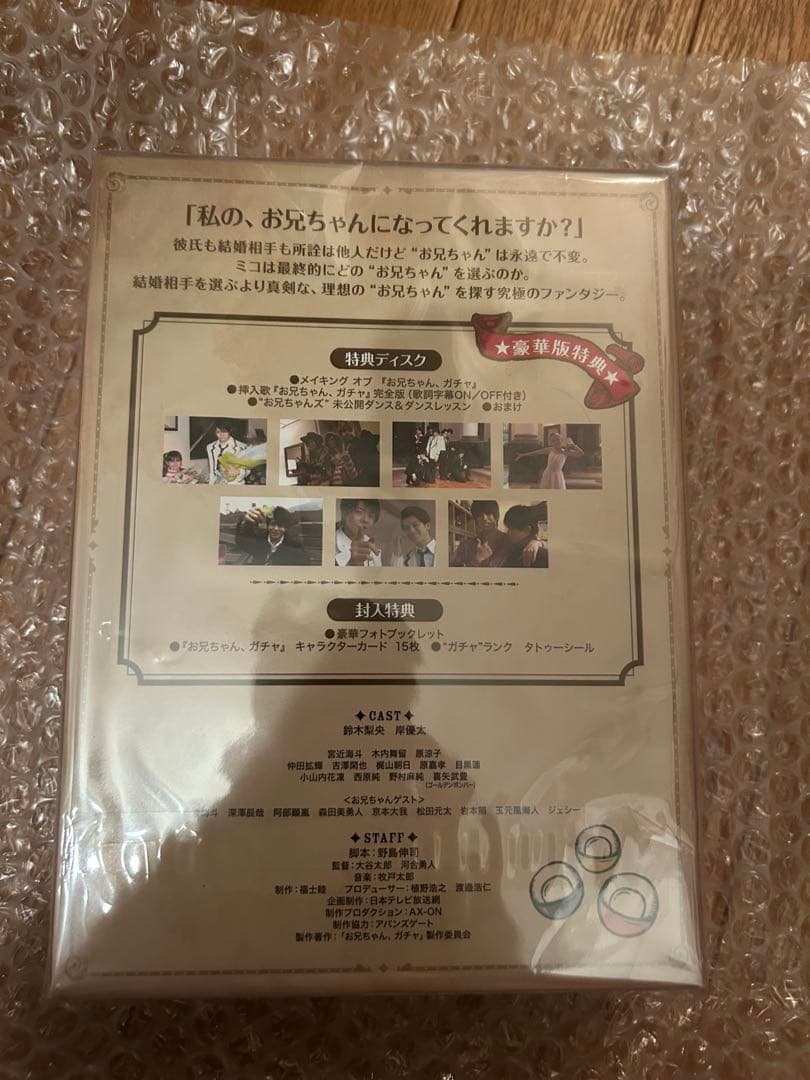 「私の、お兄ちゃんになってくれますか?」
彼氏も結婚相手も所詮は他人だけど“お兄ちゃん”は永遠で不変。
ミコは最終的にどの“お兄ちゃん”を選ぶのか。
結婚相手を選ぶより真剣な、理想の“お兄ちゃん”を探す究極のファンタジー。
★豪華版特典★
特典ディスク
●メイキング オブ 『お兄ちゃん、ガチャ』
●挿入歌『お兄ちゃん、ガチャ』完全版(歌詞字幕ON/OFF付き)
●“お兄ちゃんズ”未公開ダンス&ダンスレッスン ●おまけ
封入特典
●豪華フォトブックレット
●『お兄ちゃん、ガチャ』 キャラクターカード 15枚 ●“ガチャ”ランク タトゥーシール
✦CAST✦
鈴木梨央 岸優太
宮近海斗 木内舞留 原涼子
仲田拡輝 吉澤閑也 梶山朝日 原嘉孝 目黒蓮
小山内花凜 西原純 野村麻純 喜矢武豊
(ゴールデンボンバー)
<お兄ちゃんゲスト>
深澤辰哉 阿部顕嵐 森田美勇人 京本大我 松田元太 岩本照 玉元風海人 ジェシー
✦STAFF✦
脚本:野島伸司
監督:大谷太郎 河合勇人
音楽:牧戸太郎
制作:福士睦 プロデューサー:植野浩之 渡邉浩仁
企画制作:日本テレビ放送網
制作プロダクション:AX-ON
制作協力:アバンズゲート
製作著作:「お兄ちゃん、ガチャ」製作委員会